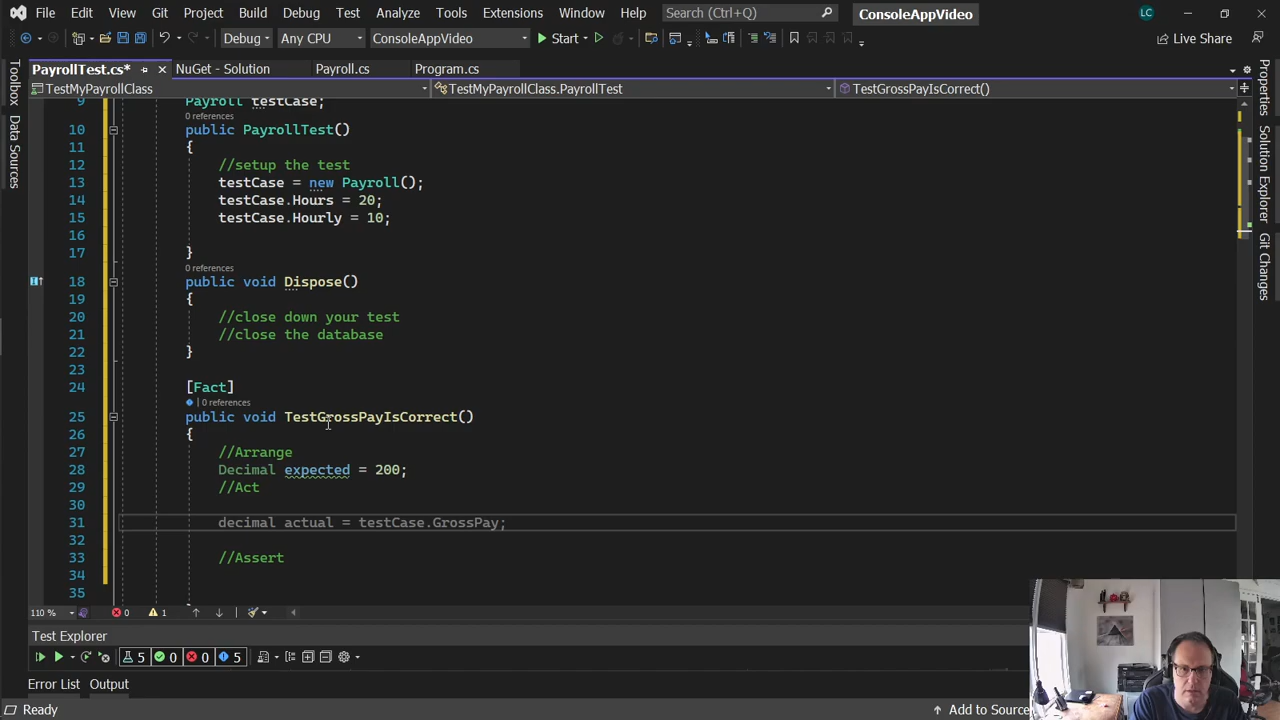 File Edit View Git Project Build Debug Test Analyze Tools Extensions Window Help Search (Ctrl+Q) ConsoleAppVideo LC
Debug Any CPU ConsoleAppVideo Start Live Share
PayrollTest.cs* NuGet - Solution Payroll.cs Program.cs
TestMyPayrollClass TestMyPayrollClass.PayrollTest TestGrossPayIsCorrect()
Toolbox
Data Sources
Properties
Solution Explorer
Git Changes
9 Payroll testCase;
0 references
10 public PayrollTest()
11 {
12 //setup the test
13 testCase = new Payroll();
14 testCase.Hours = 20;
15 testCase.Hourly = 10;
16
17 }
0 references
18 public void Dispose()
19 {
20 //close down your test
21 //close the database
22 }
23
24 [Fact]
| 0 references
25 public void TestGrossPayIsCorrect()
26 {
27 //Arrange
28 Decimal expected = 200;
29 //Act
30
31 decimal actual = testCase.GrossPay;
32
33 //Assert
34
35
110 % 0 1
Test Explorer
5 0 0 5
Error List Output
Ready Add to Source